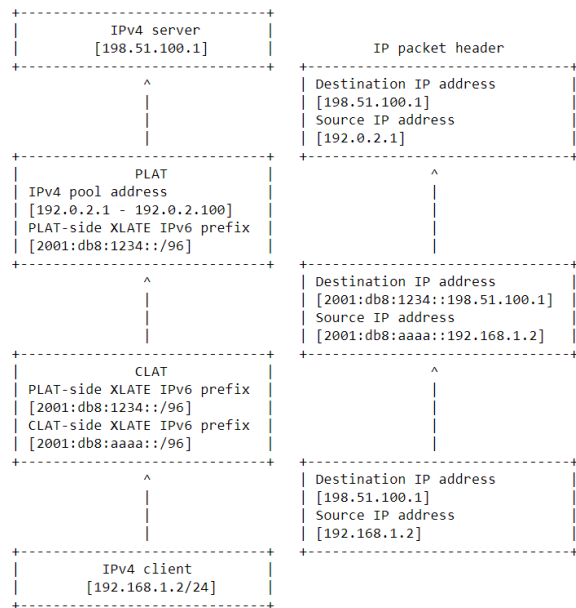 IPv4 server
[198.51.100.1]
IP packet header
Destination IP address
[198.51.100.1]
Source IP address
[192.0.2.1]
PLAT
IPv4 pool address
[192.0.2.1 - 192.0.2.100]
PLAT-side XLATE IPv6 prefix
[2001:db8:1234::/96]
Destination IP address
[2001:db8:1234::198.51.100.1]
Source IP address
[2001:db8:aaaa::192.168.1.2]
CLAT
PLAT-side XLATE IPv6 prefix
[2001:db8:1234::/96]
CLAT-side XLATE IPv6 prefix
[2001:db8:aaaa::/96]
Destination IP address
[198.51.100.1]
Source IP address
[192.168.1.2]
IPv4 client
[192.168.1.2/24]